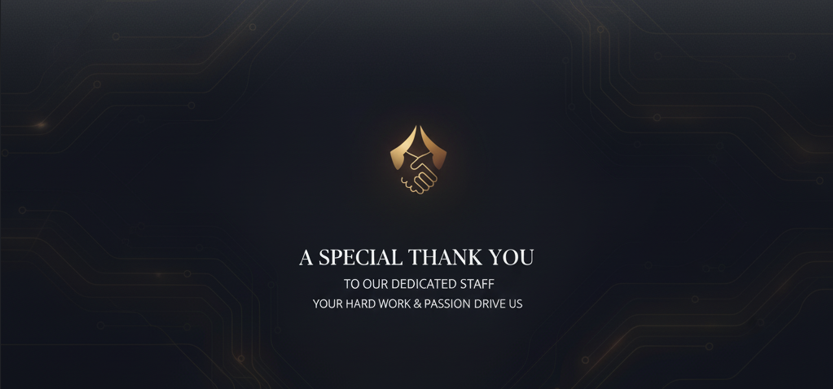 A SPECIAL THANK YOU
TO OUR DEDICATED STAFF
YOUR HARD WORK & PASSION DRIVE US